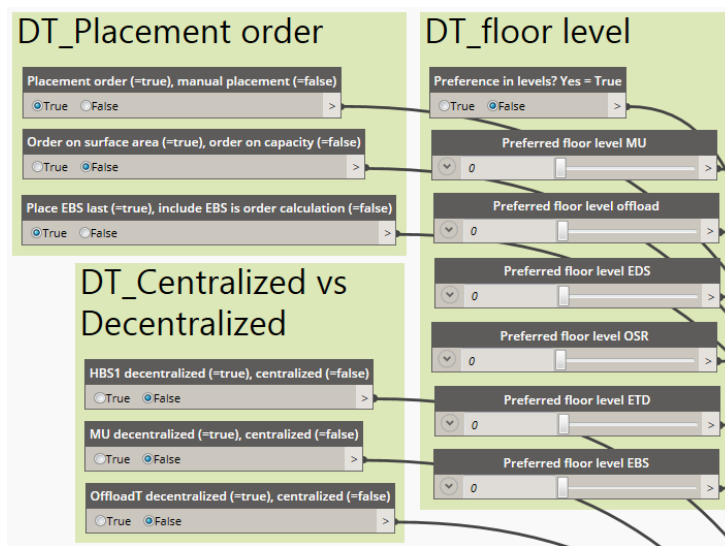 DT_Placement order
Placement order (=true), manual placement (=false)
True False >
Order on surface area (=true), order on capacity (=false)
True False >
Place EBS last (=true), include EBS is order calculation (=false)
True False >
DT_Centralized vs
Decentralized
HBS1 decentralized (=true), centralized (=false)
True False >
MU decentralized (=true), centralized (=false)
True False >
OffloadT decentralized (=true), centralized (=false)
True False >
DT_floor level
Preference in levels? Yes = True
True False >
Preferred floor level MU
0 >
Preferred floor level offload
0 >
Preferred floor level EDS
0 >
Preferred floor level OSR
0 >
Preferred floor level ETD
0 >
Preferred floor level EBS
0 >